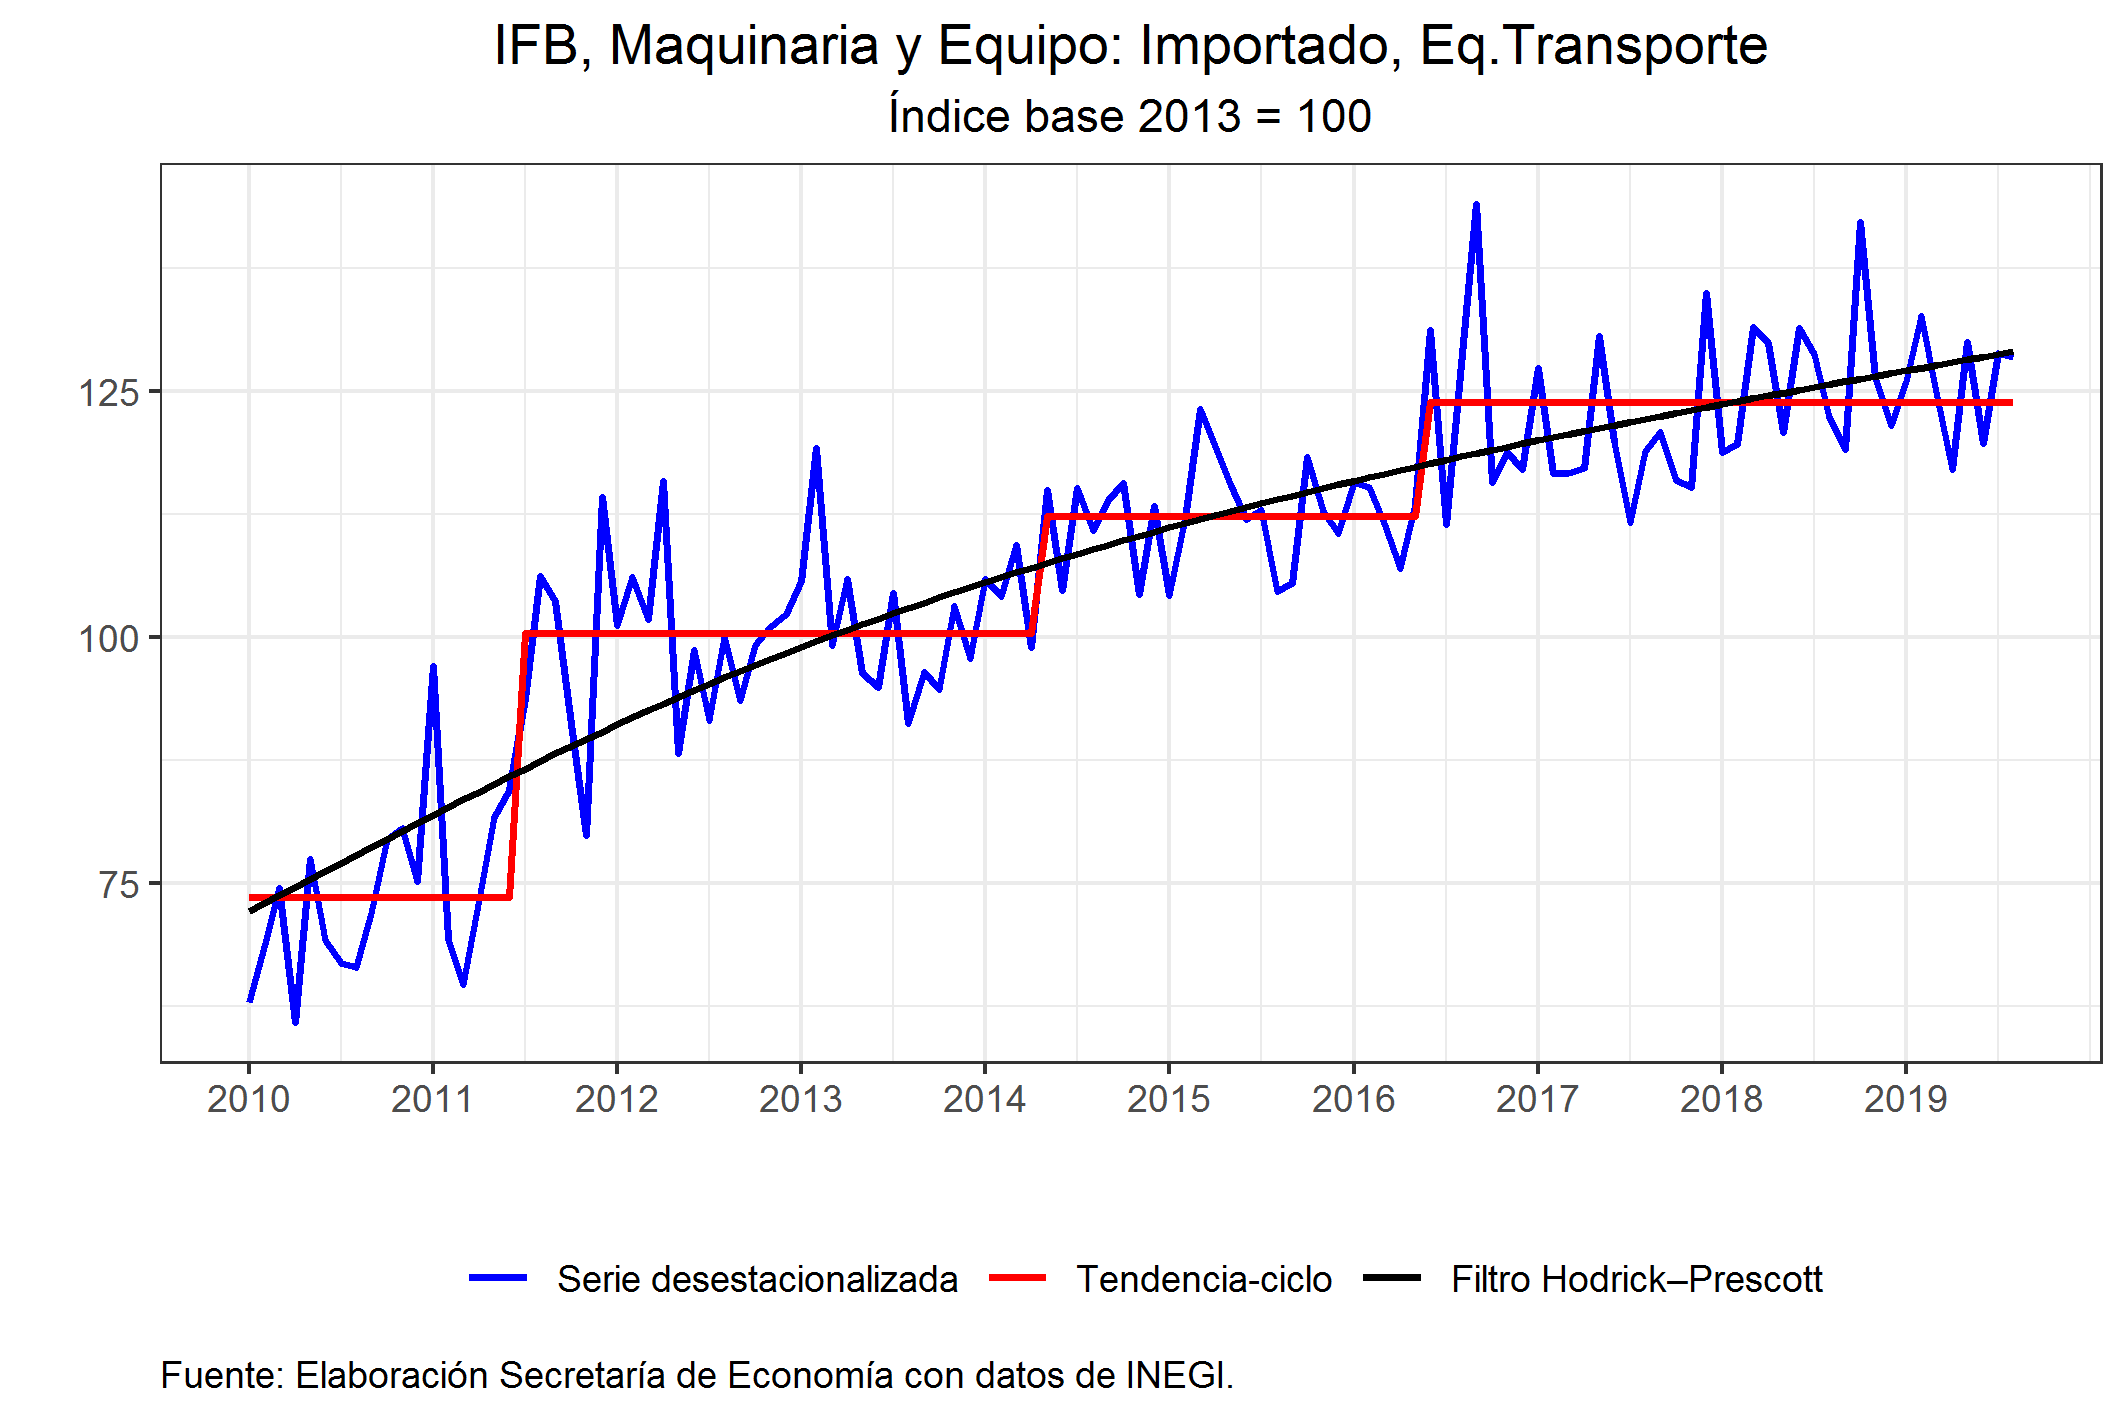 IFB, Maquinaria y Equipo: Importado, Eq.Transporte
Índice base 2013 = 100
125
100
75
2010 2011 2012 2013 2014 2015 2016 2017 2018 2019
Serie desestacionalizada Tendencia-ciclo Filtro Hodrick–Prescott
Fuente: Elaboración Secretaría de Economía con datos de INEGI.